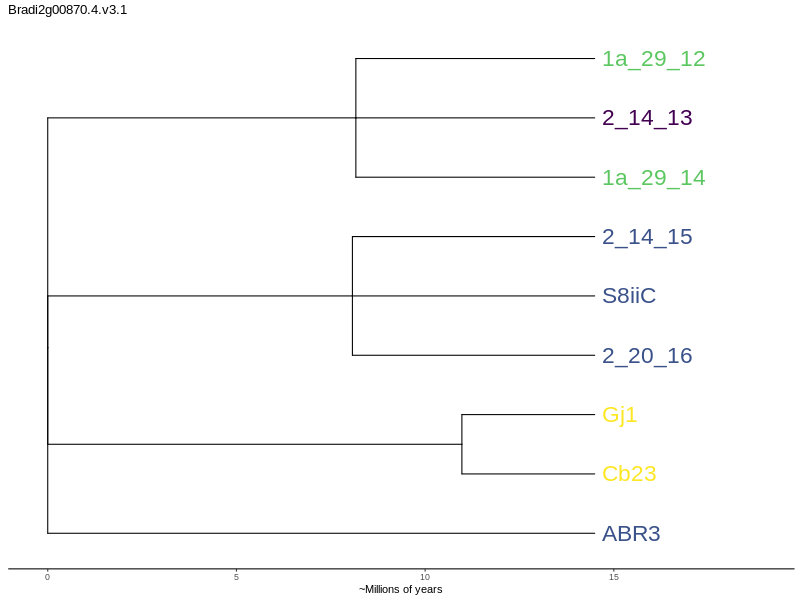 Bradi2g00870.4.v3.1
1a_29_12
2_14_13
1a_29_14
2_14_15
S8iiC
2_20_16
Gj1
Cb23
ABR3
0 5 10 15
~Millions of years